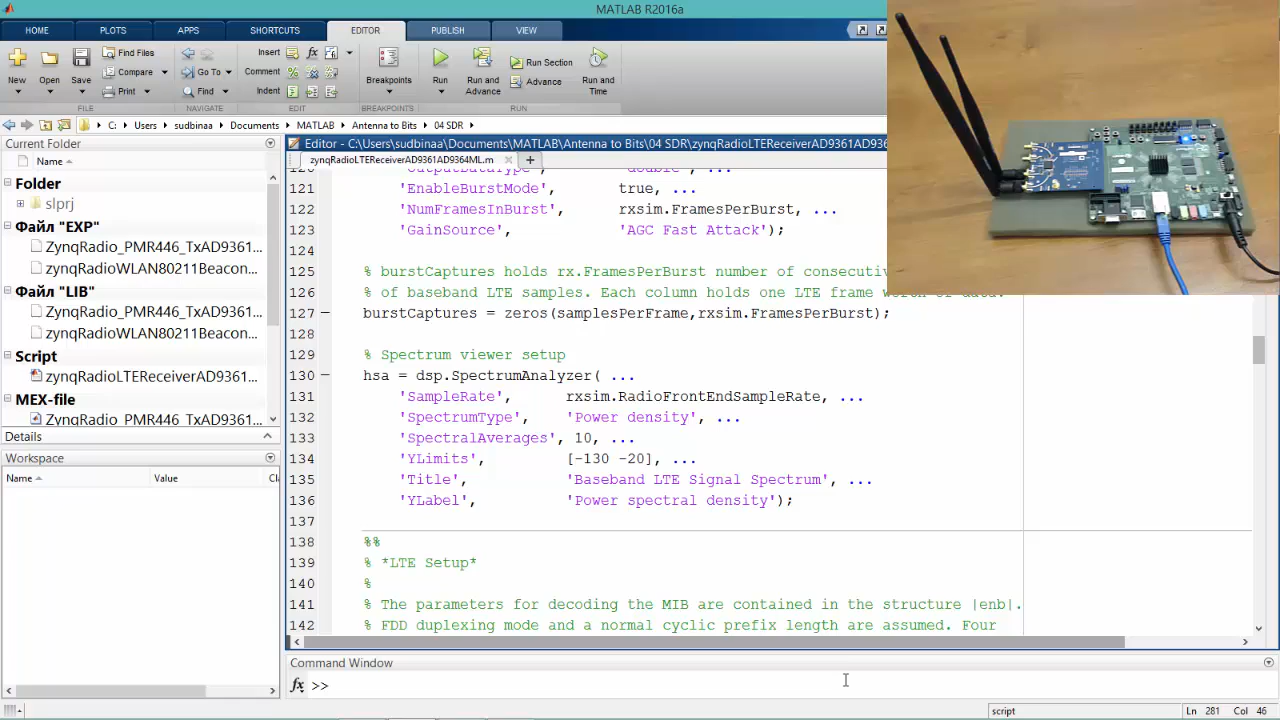 MATLAB R2016a
HOME PLOTS APPS SHORTCUTS EDITOR PUBLISH VIEW
New Open Save Find Files Compare Print
Go To Find
Insert fx Comment Indent
Breakpoints
Run Run and Advance Run Section Advance Run and Time
FILE NAVIGATE EDIT BREAKPOINTS RUN
C: Users sudbinaa Documents MATLAB Antenna to Bits 04 SDR
Current Folder
Name
Folder
slprj
Файл "EXP"
ZynqRadio_PMR446_TxAD9361...
zynqRadioWLAN80211Beacon...
Файл "LIB"
ZynqRadio_PMR446_TxAD9361...
zynqRadioWLAN80211Beacon...
Script
zynqRadioLTEReceiverAD9361...
MEX-file
ZynqRadio_PMR446_TxAD9361...
Details
Workspace
Name Value Cl
Editor - C:\Users\sudbinaa\Documents\MATLAB\Antenna to Bits\04 SDR\zynqRadioLTEReceiverAD9361AD9364ML.m
zynqRadioLTEReceiverAD9361AD9364ML.m
120 'OutputDataType', 'double', ...
121 'EnableBurstMode', true, ...
122 'NumFramesInBurst', rxsim.FramesPerBurst, ...
123 'GainSource', 'AGC Fast Attack');
124
125 % burstCaptures holds rx.FramesPerBurst number of consecutiv
126 % of baseband LTE samples. Each column holds one LTE frame worth of data.
127 burstCaptures = zeros(samplesPerFrame,rxsim.FramesPerBurst);
128
129 % Spectrum viewer setup
130 hsa = dsp.SpectrumAnalyzer( ...
131 'SampleRate', rxsim.RadioFrontEndSampleRate, ...
132 'SpectrumType', 'Power density', ...
133 'SpectralAverages', 10, ...
134 'YLimits', [-130 -20], ...
135 'Title', 'Baseband LTE Signal Spectrum', ...
136 'YLabel', 'Power spectral density');
137
138 %%
139 % *LTE Setup*
140 %
141 % The parameters for decoding the MIB are contained in the structure |enb|.
142 % FDD duplexing mode and a normal cyclic prefix length are assumed. Four
Command Window
fx >>
script Ln 281 Col 46